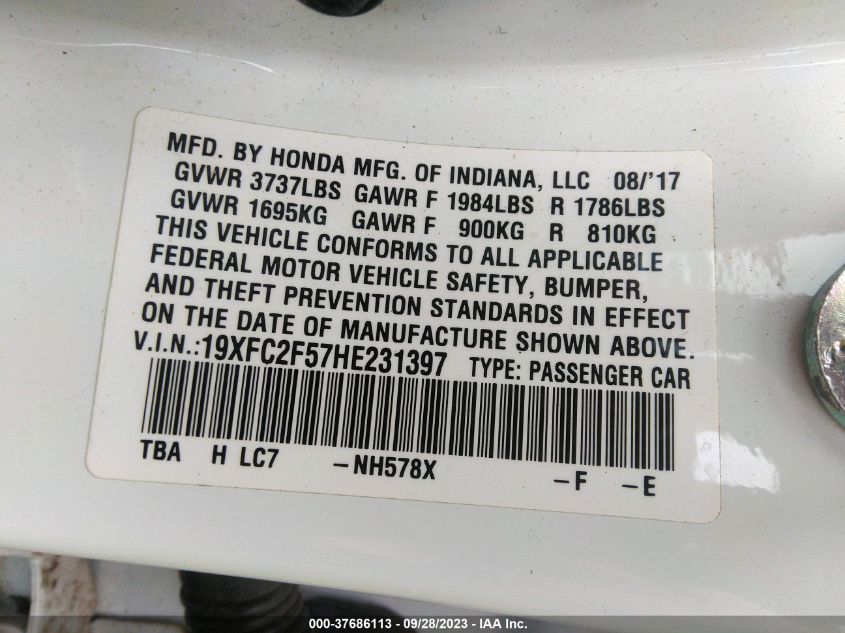 MFD. BY HONDA MFG. OF INDIANA, LLC 08/'17
GVWR 3737LBS GAWR F 1984LBS R 1786LBS
GVWR 1695KG GAWR F 900KG R 810KG
THIS VEHICLE CONFORMS TO ALL APPLICABLE
FEDERAL MOTOR VEHICLE SAFETY, BUMPER,
AND THEFT PREVENTION STANDARDS IN EFFECT
ON THE DATE OF MANUFACTURE SHOWN ABOVE.
V.I.N.:19XFC2F57HE231397 TYPE: PASSENGER CAR
TBA H LC7 -NH578X -F -E
000-37686113 - 09/28/2023 - IAA Inc.